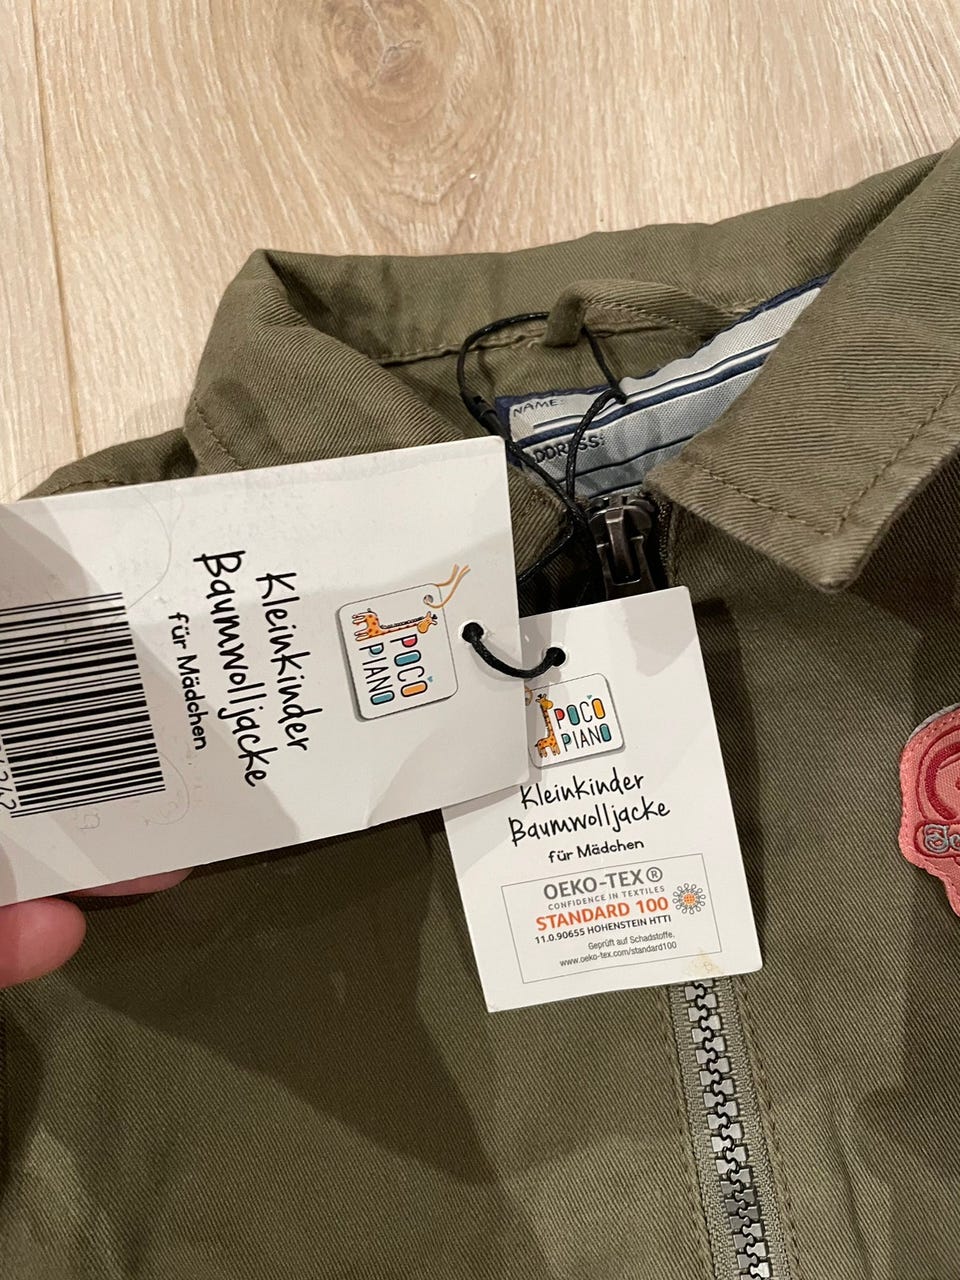 NAME:
ADDRESS:
POCO
PIANO
Kleinkinder
Baumwolljacke
für Mädchen
POCO
PIANO
Kleinkinder
Baumwolljacke
für Mädchen
OEKO-TEX®
CONFIDENCE IN TEXTILES
STANDARD 100
11.0.90655 HOHENSTEIN HTTI
Geprüft auf Schadstoffe.
www.oeko-tex.com/standard100